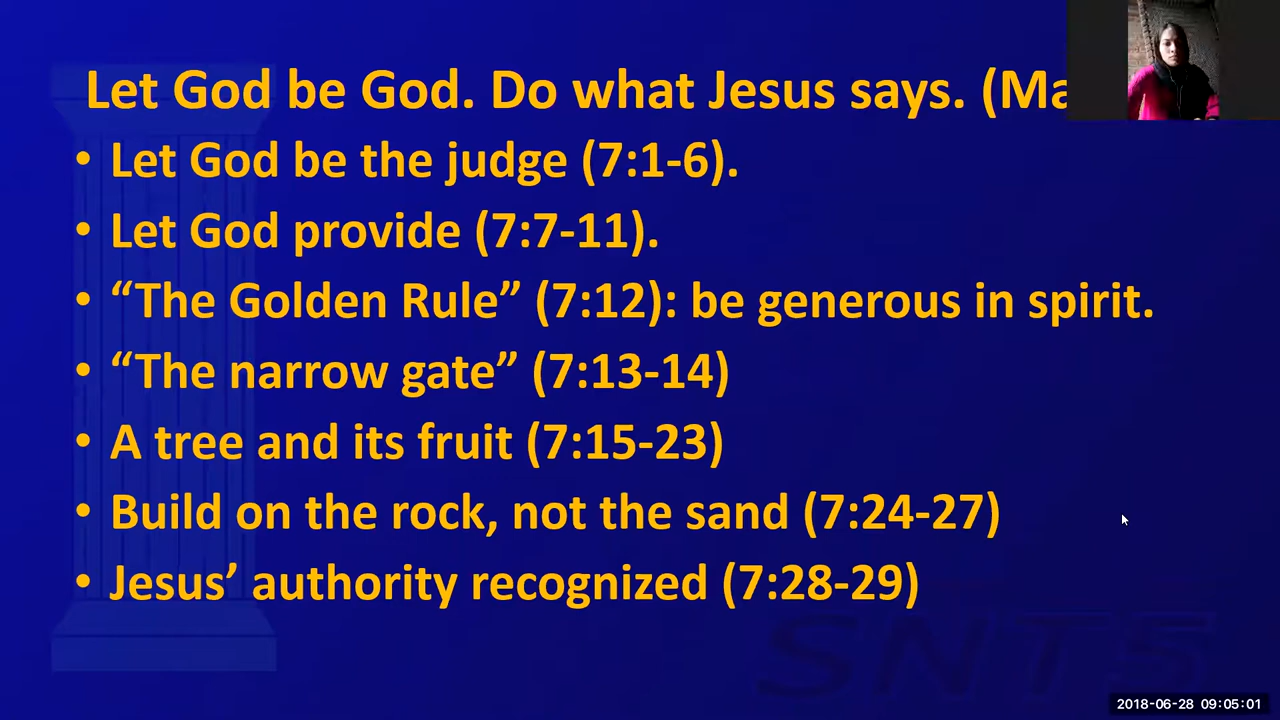 Let God be God. Do what Jesus says. (Ma
• Let God be the judge (7:1-6).
• Let God provide (7:7-11).
• “The Golden Rule” (7:12): be generous in spirit.
• “The narrow gate” (7:13-14)
• A tree and its fruit (7:15-23)
• Build on the rock, not the sand (7:24-27)
• Jesus’ authority recognized (7:28-29)
SNT5
2018-06-28 09:05:01